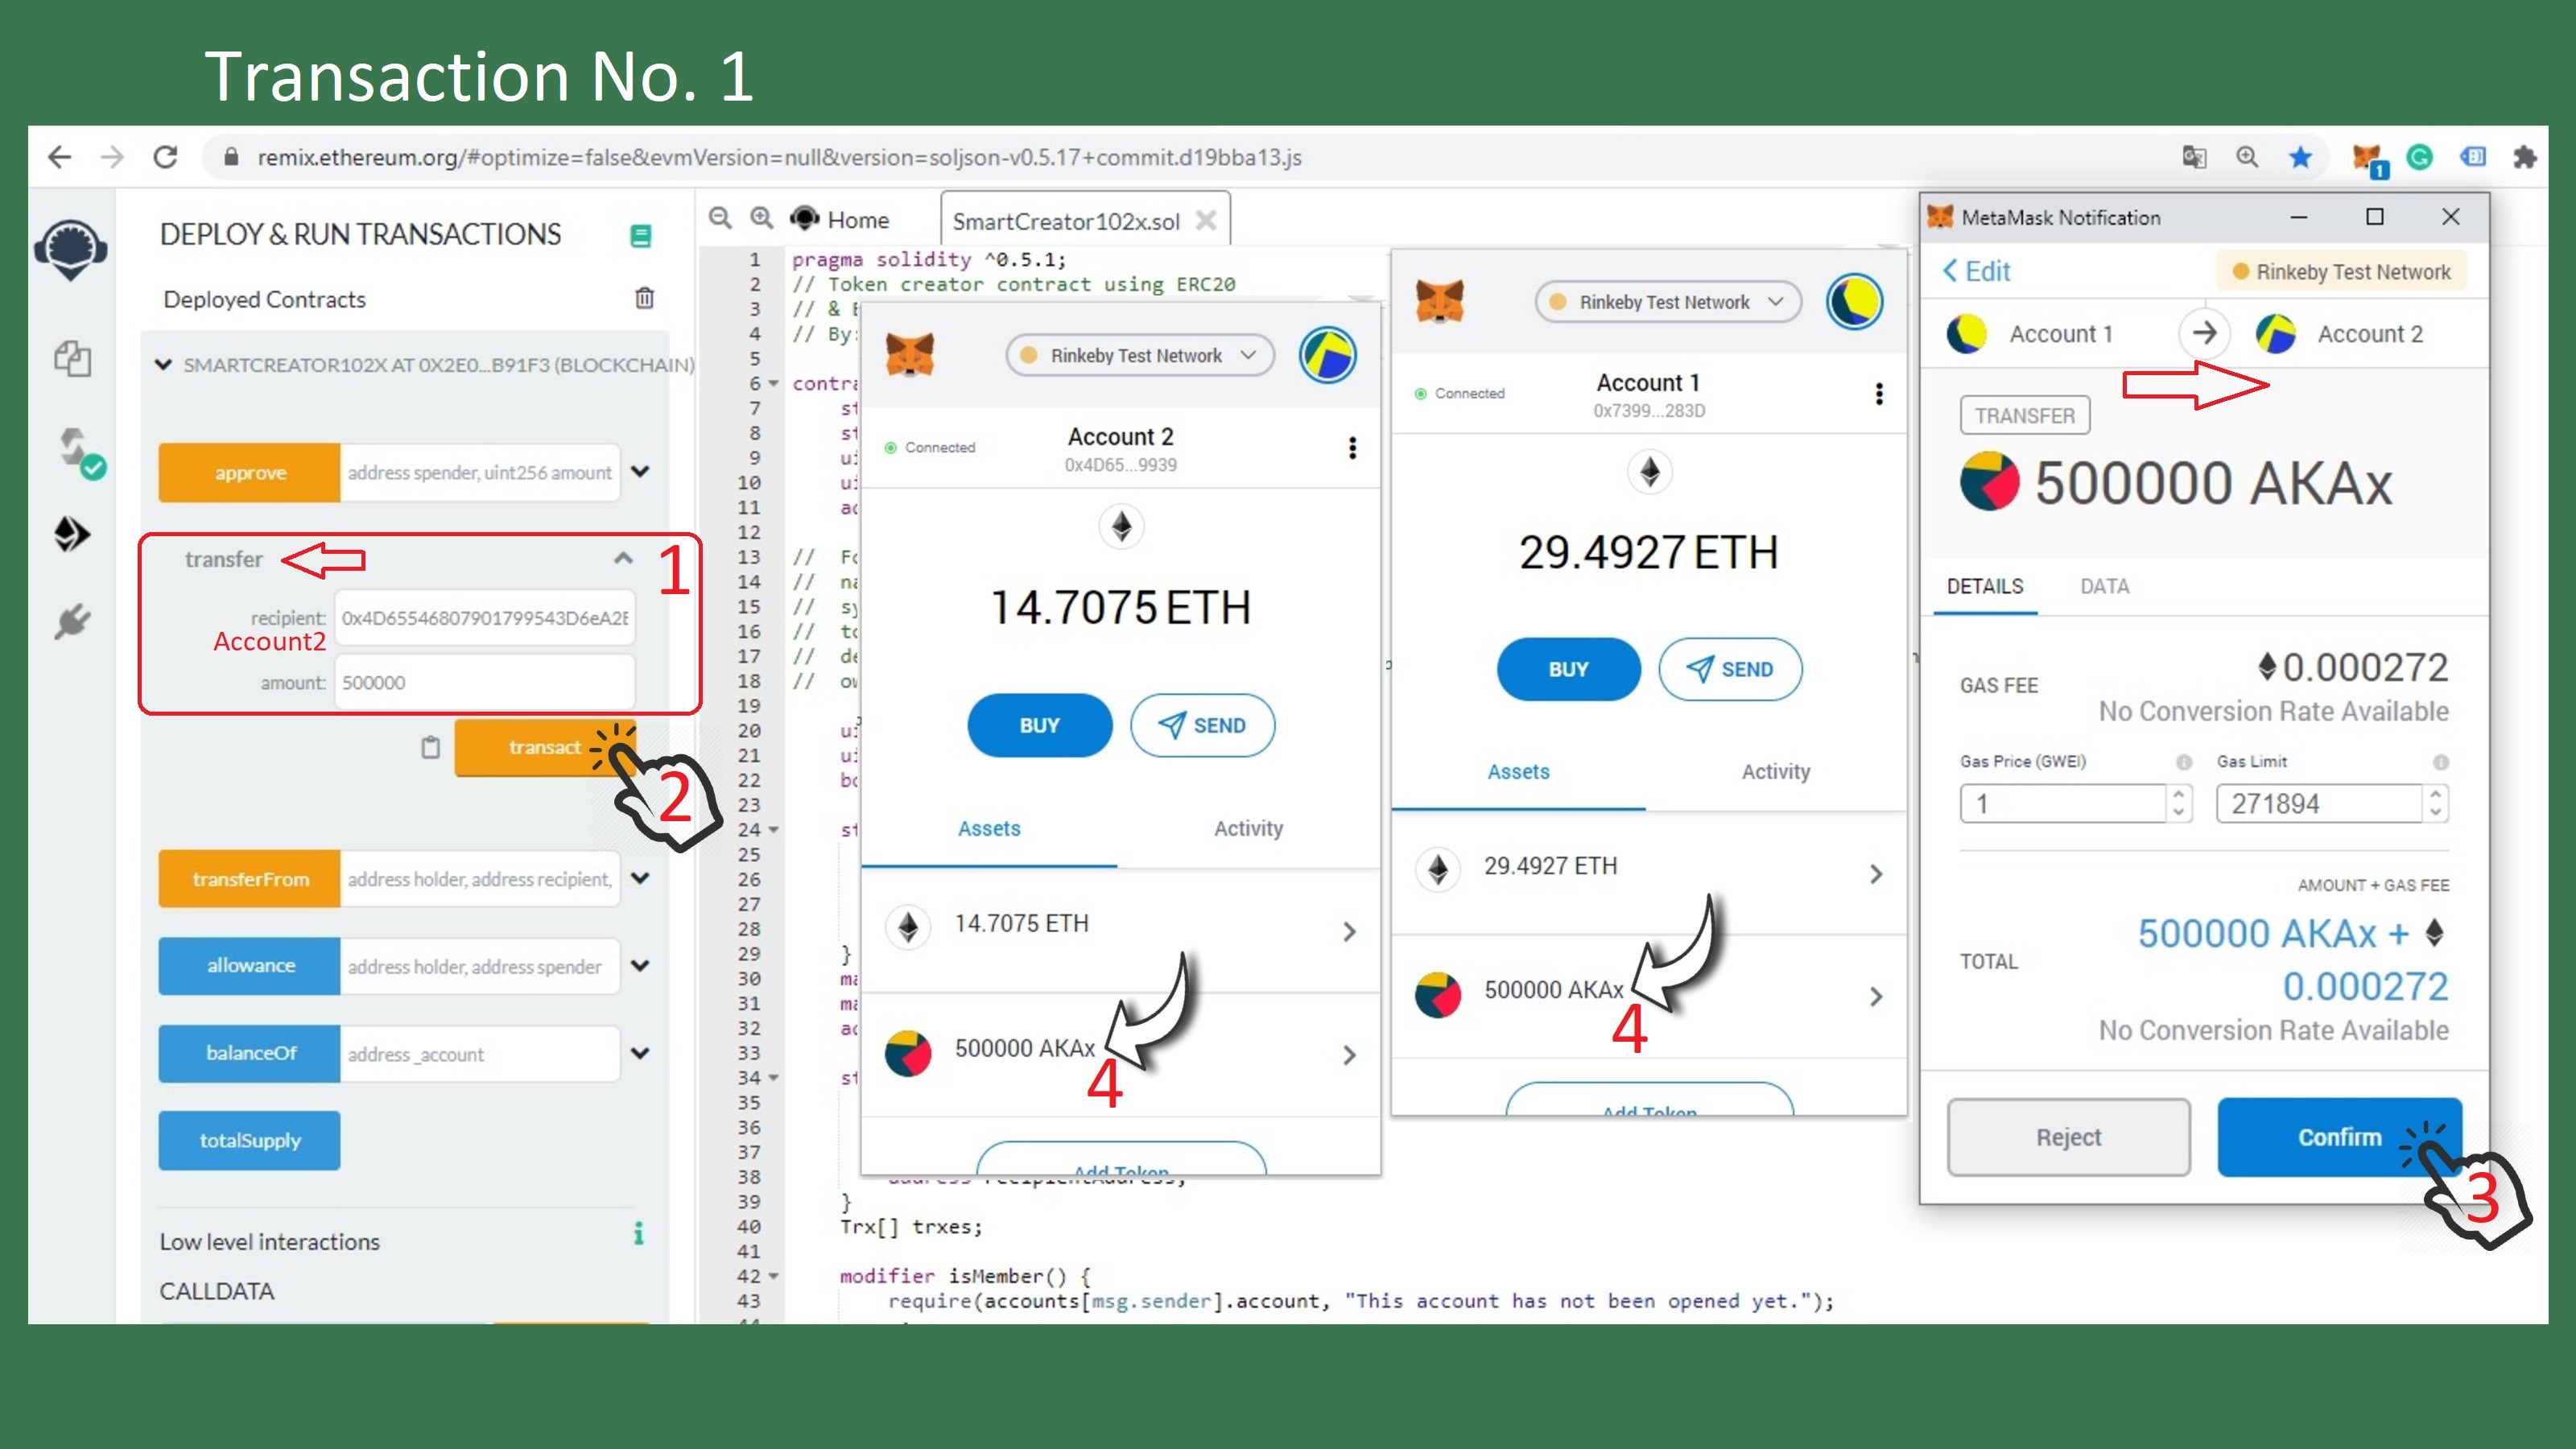 Transaction No. 1
remix.ethereum.org/#optimize=false&evmVersion=null&version=soljson-v0.5.17+commit.d19bba13.js
1
DEPLOY & RUN TRANSACTIONS
Deployed Contracts
SMARTCREATOR102X AT 0X2E0...B91F3 (BLOCKCHAIN)
approve
address spender, uint256 amount
transfer
1
recipient:
0x4D65546807901799543D6eA2E
Account2
amount:
500000
transact
2
transferFrom
address holder, address recipient,
allowance
address holder, address spender
balanceOf
address _account
totalSupply
Low level interactions
CALLDATA
Home
SmartCreator102x.sol
1 pragma solidity ^0.5.1;
2 // Token creator contract using ERC20
3 // &
4 // By:
5
6 contra
7 st
8 st
9 ui
10 ui
11 ad
12
13 // Fo
14 // na
15 // sy
16 // to
17 // de
18 // ow
19
20 ui
21 ui
22 bo
23
24 st
25
26
27
28
29 }
30 ma
31 ma
32 ad
33
34 st
35
36
37
38 address recipientAddress;
39 }
40 Trx[] trxes;
41
42 modifier isMember() {
43 require(accounts[msg.sender].account, "This account has not been opened yet.");
44
Rinkeby Test Network
Connected
Account 2
0x4D65...9939
14.7075 ETH
BUY
SEND
Assets
Activity
14.7075 ETH
500000 AKAx
4
Add Token
Rinkeby Test Network
Connected
Account 1
0x7399...283D
29.4927 ETH
BUY
SEND
Assets
Activity
29.4927 ETH
500000 AKAx
4
Add Token
MetaMask Notification
Edit
Rinkeby Test Network
Account 1
Account 2
TRANSFER
500000 AKAx
DETAILS
DATA
GAS FEE
0.000272
No Conversion Rate Available
Gas Price (GWEI)
Gas Limit
1
271894
AMOUNT + GAS FEE
TOTAL
500000 AKAx +
0.000272
No Conversion Rate Available
Reject
Confirm
3